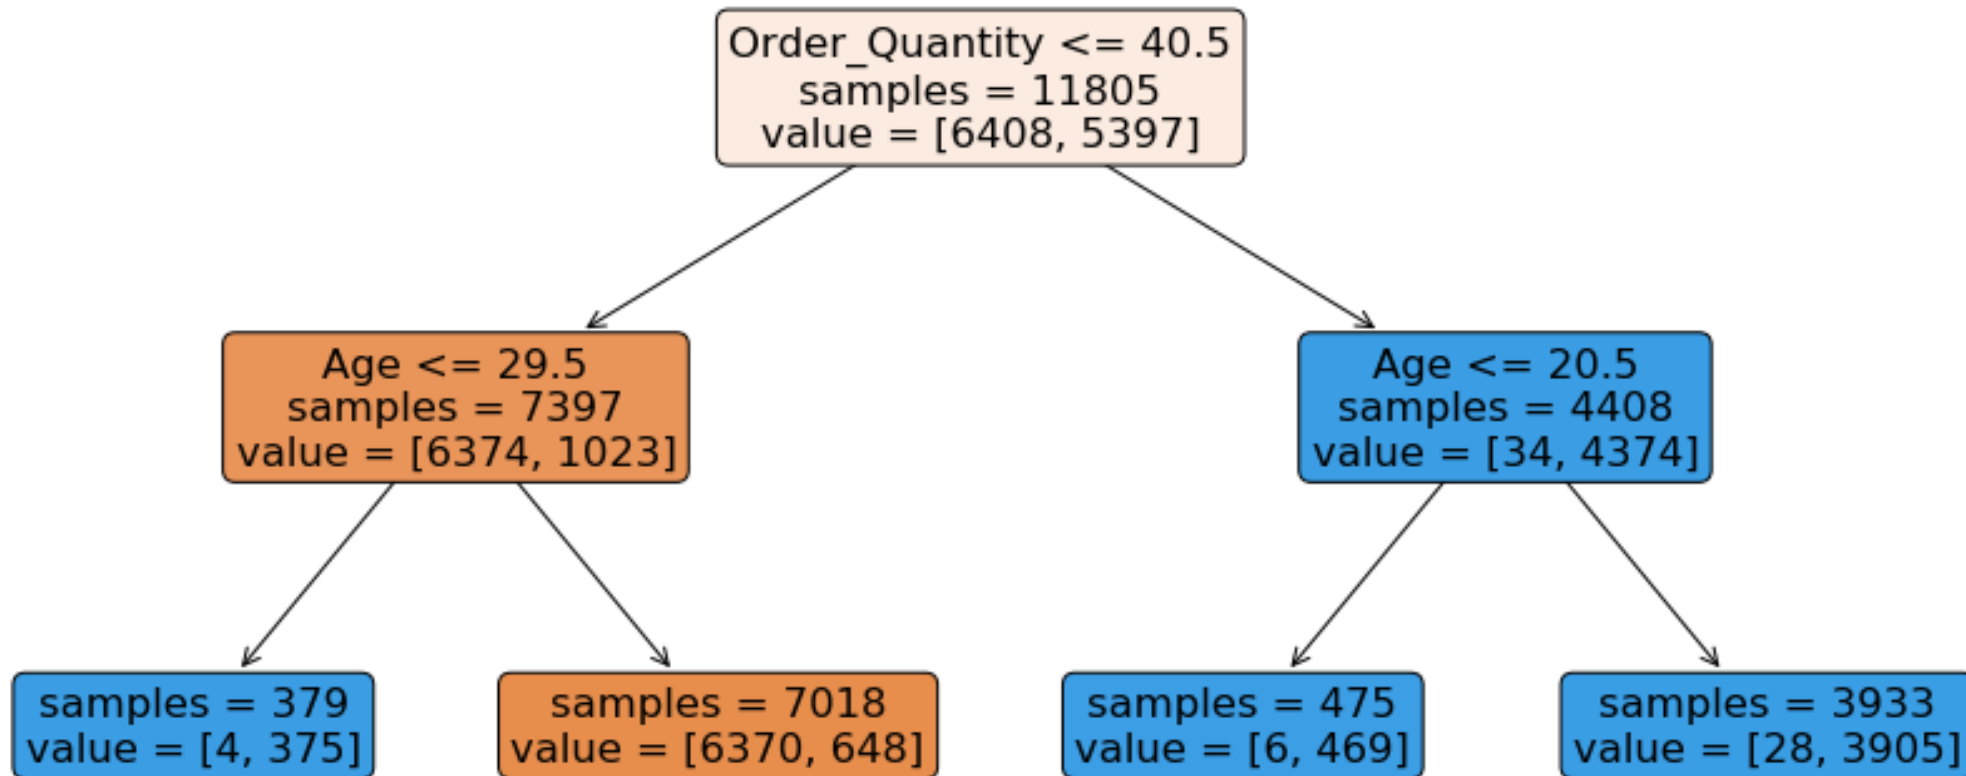 Order_Quantity <= 40.5
samples = 11805
value = [6408, 5397]
Age <= 29.5
samples = 7397
value = [6374, 1023]
Age <= 20.5
samples = 4408
value = [34, 4374]
samples = 379
value = [4, 375]
samples = 7018
value = [6370, 648]
samples = 475
value = [6, 469]
samples = 3933
value = [28, 3905]